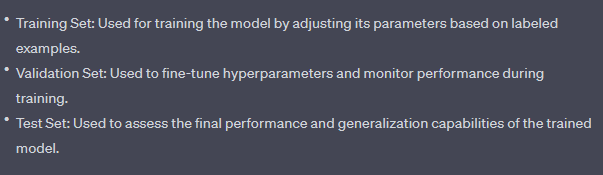 • Training Set: Used for training the model by adjusting its parameters based on labeled
examples.
• Validation Set: Used to fine-tune hyperparameters and monitor performance during
training.
• Test Set: Used to assess the final performance and generalization capabilities of the trained
model.